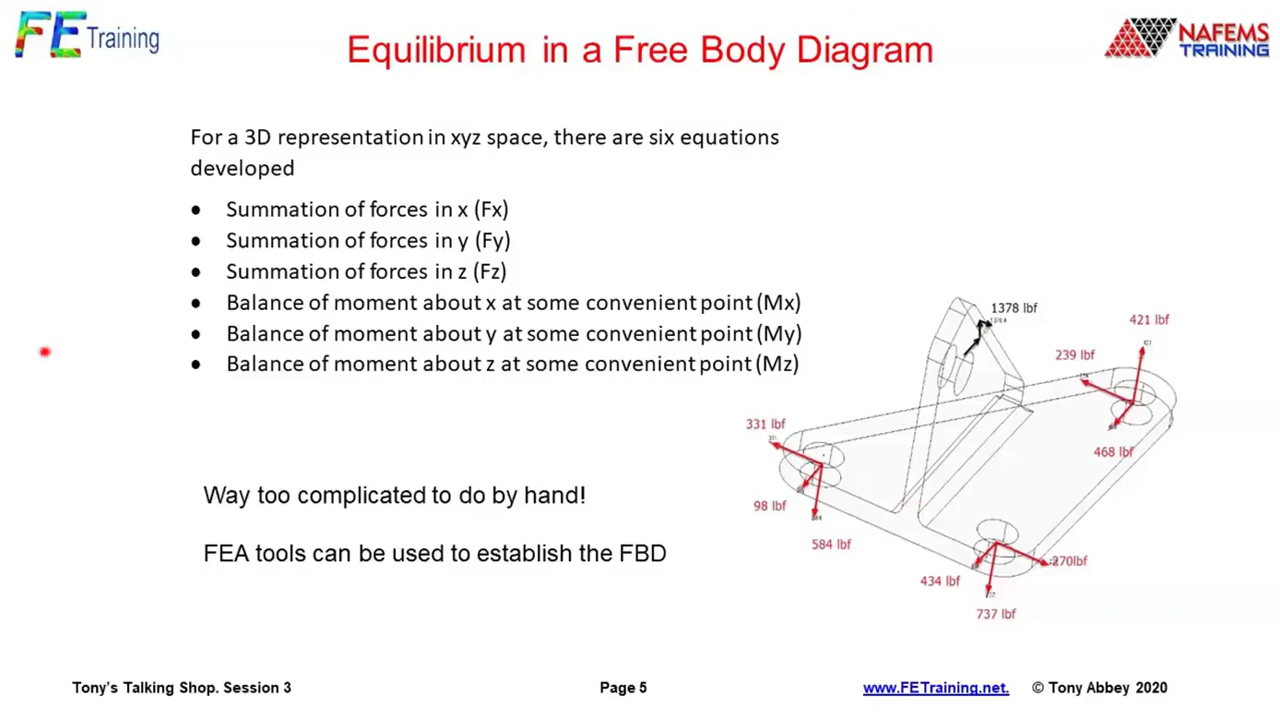 FE Training
Equilibrium in a Free Body Diagram
NAFEMS
TRAINING
For a 3D representation in xyz space, there are six equations
developed
• Summation of forces in x (Fx)
• Summation of forces in y (Fy)
• Summation of forces in z (Fz)
• Balance of moment about x at some convenient point (Mx)
• Balance of moment about y at some convenient point (My)
• Balance of moment about z at some convenient point (Mz)
1378 lbf
421 lbf
239 lbf
331 lbf
468 lbf
98 lbf
584 lbf
270lbf
434 lbf
737 lbf
Way too complicated to do by hand!
FEA tools can be used to establish the FBD
Tony's Talking Shop. Session 3
Page 5
www.FETraining.net.
© Tony Abbey 2020